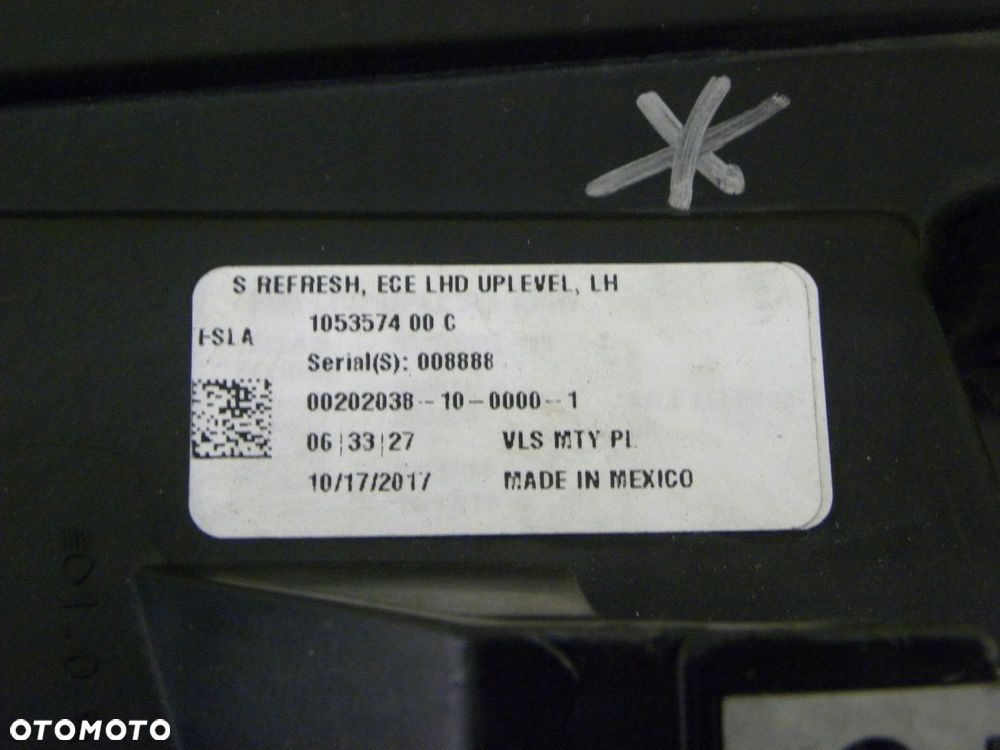 S REFRESH, ECE LHD UPLEVEL, LH
1053574 00 C
ESLA
Serial(S): 008888
00202038--10-0000--1
06|33|27 VLS MTY PL
10/17/2017 MADE IN MEXICO
OTOMOTO